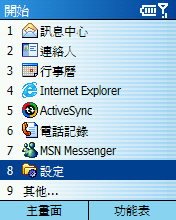 開始
1 訊息中心
2 連絡人
3 行事曆
4 Internet Explorer
5 ActiveSync
6 電話記錄
7 MSN Messenger
8 設定
9 其他...
主畫面 功能表